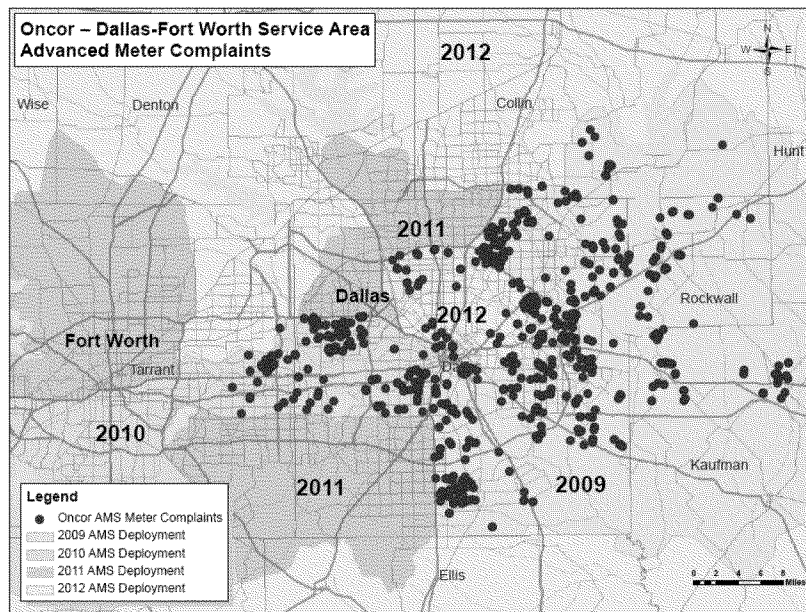 Oncor – Dallas-Fort Worth Service Area
Advanced Meter Complaints
2012
N
W E
S
Wise
Denton
Collin
Hunt
2011
Dallas
2012
Rockwall
Fort Worth
Tarrant
2010
2011
2009
Kaufman
Ellis
Legend
Oncor AMS Meter Complaints
2009 AMS Deployment
2010 AMS Deployment
2011 AMS Deployment
2012 AMS Deployment
0 2 4 6 8
Miles